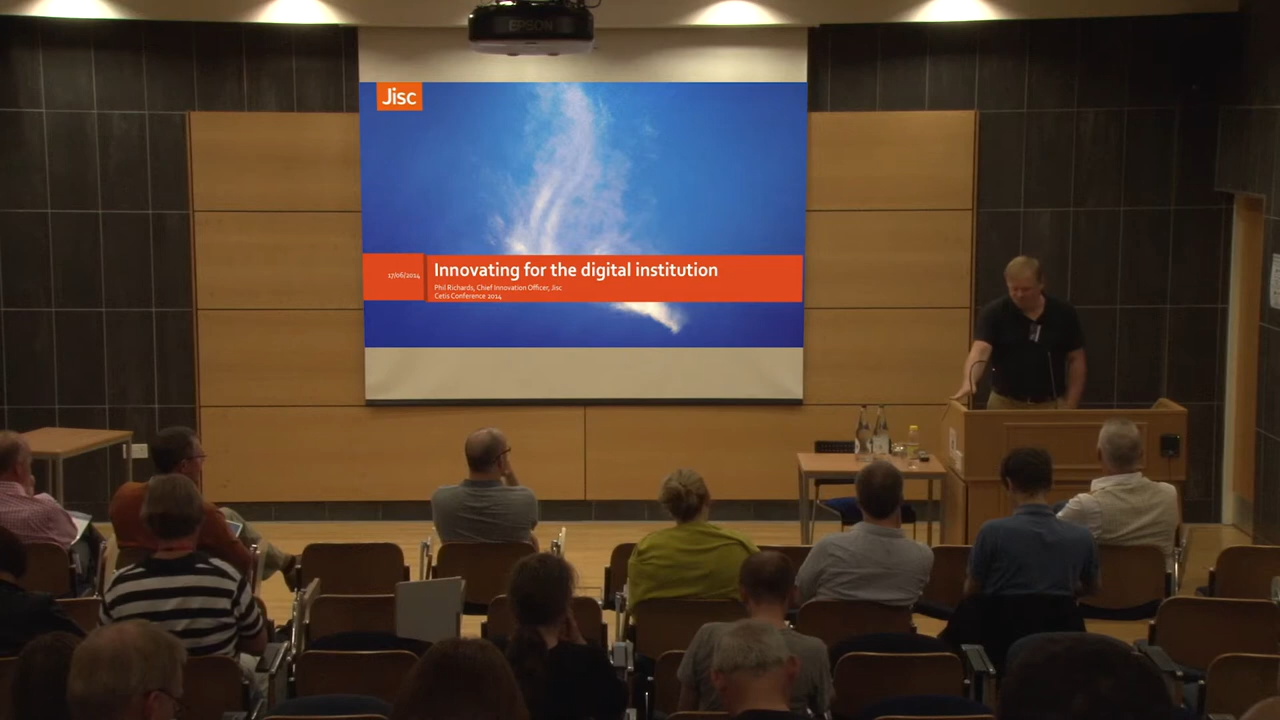 EPSON
Jisc
17/06/2014
Innovating for the digital institution
Phil Richards, Chief Innovation Officer, Jisc
Cetis Conference 2014